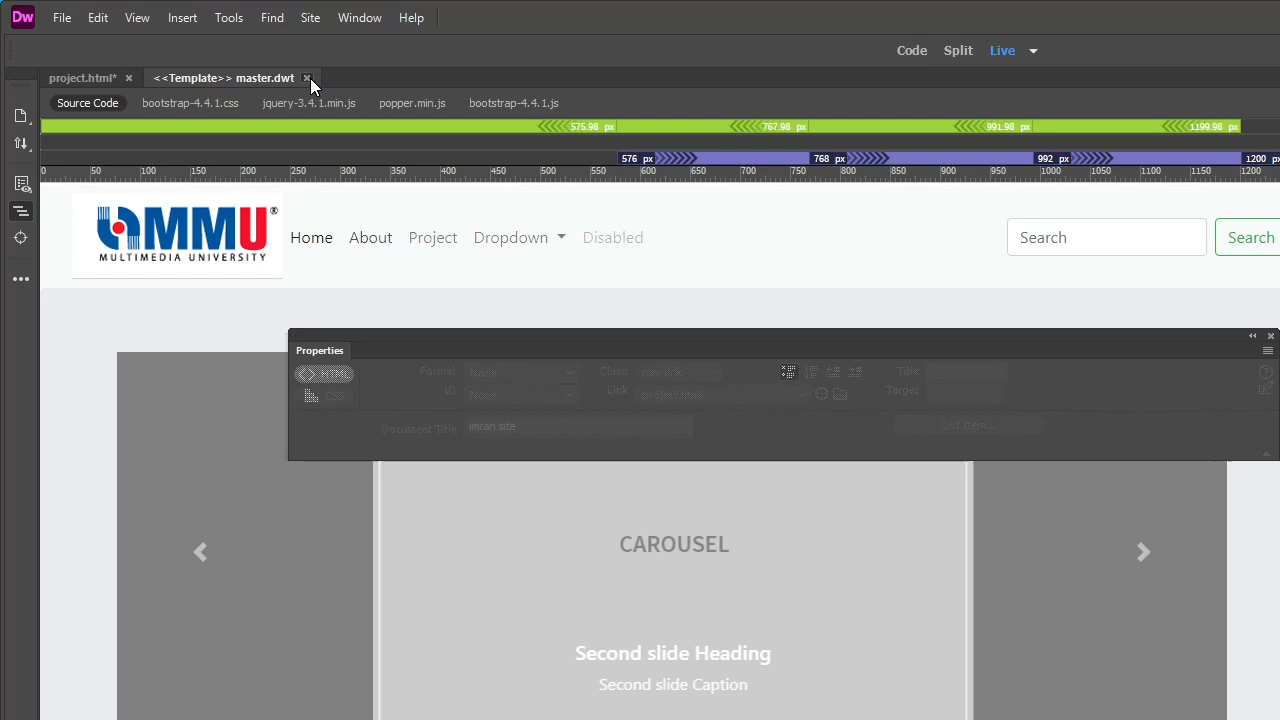 Dw File Edit View Insert Tools Find Site Window Help
Code Split Live
project.html* × <<Template>> master.dwt ×
Source Code bootstrap-4.4.1.css jquery-3.4.1.min.js popper.min.js bootstrap-4.4.1.js
575.98 px 767.98 px 991.98 px 1199.98 px
576 px 768 px 992 px 1200 px
0 50 100 150 200 250 300 350 400 450 500 550 600 650 700 750 800 850 900 950 1000 1050 1100 1150 1200
MMU®
MULTIMEDIA UNIVERSITY
Home About Project Dropdown Disabled Search Search
Properties
HTML Format None Class nav-link Title
CSS ID None Link project.html Target
Document Title imran site List Item...
CAROUSEL
Second slide Heading
Second slide Caption